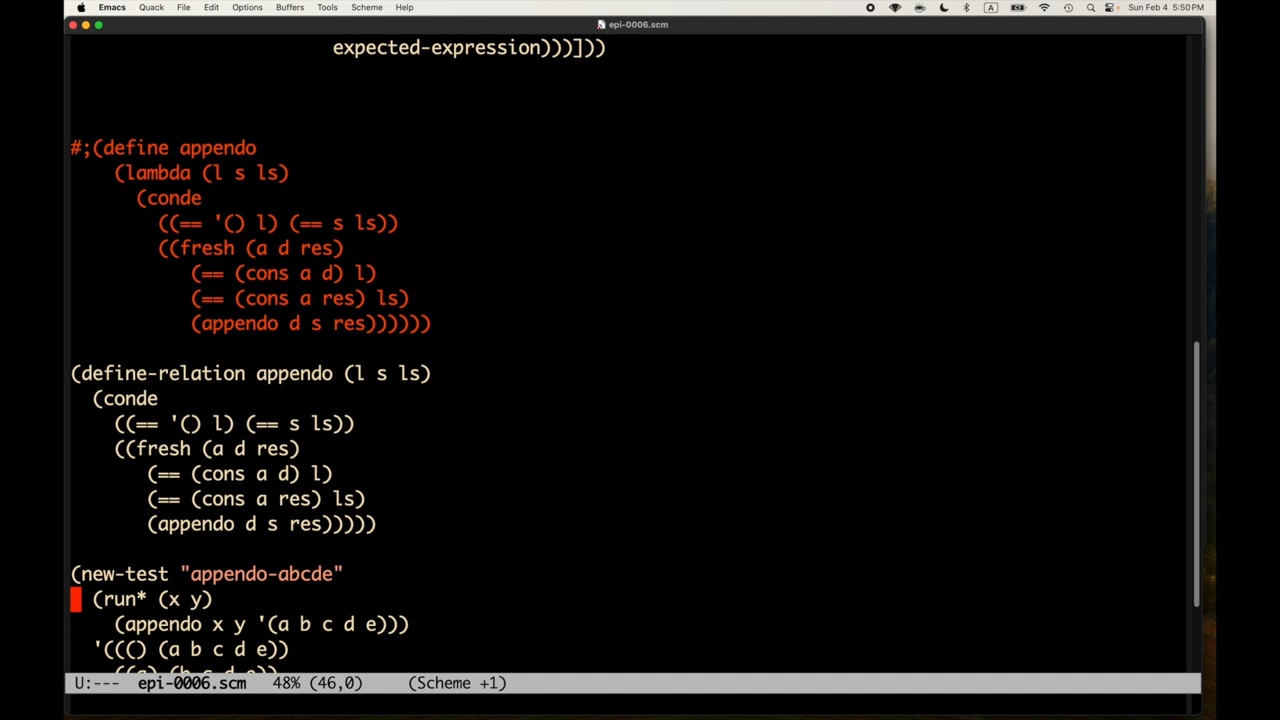 Emacs Quack File Edit Options Buffers Tools Scheme Help A Sun Feb 4 5:50 PM
epi-0006.scm
expected-expression)))]))
#;(define appendo
(lambda (l s ls)
(conde
((== '() l) (== s ls))
((fresh (a d res)
(== (cons a d) l)
(== (cons a res) ls)
(appendo d s res))))))
(define-relation appendo (l s ls)
(conde
((== '() l) (== s ls))
((fresh (a d res)
(== (cons a d) l)
(== (cons a res) ls)
(appendo d s res)))))
(new-test "appendo-abcde"
(run* (x y)
(appendo x y '(a b c d e)))
'((() (a b c d e))
((a) (b c d e))
U:--- epi-0006.scm 48% (46,0) (Scheme +1)